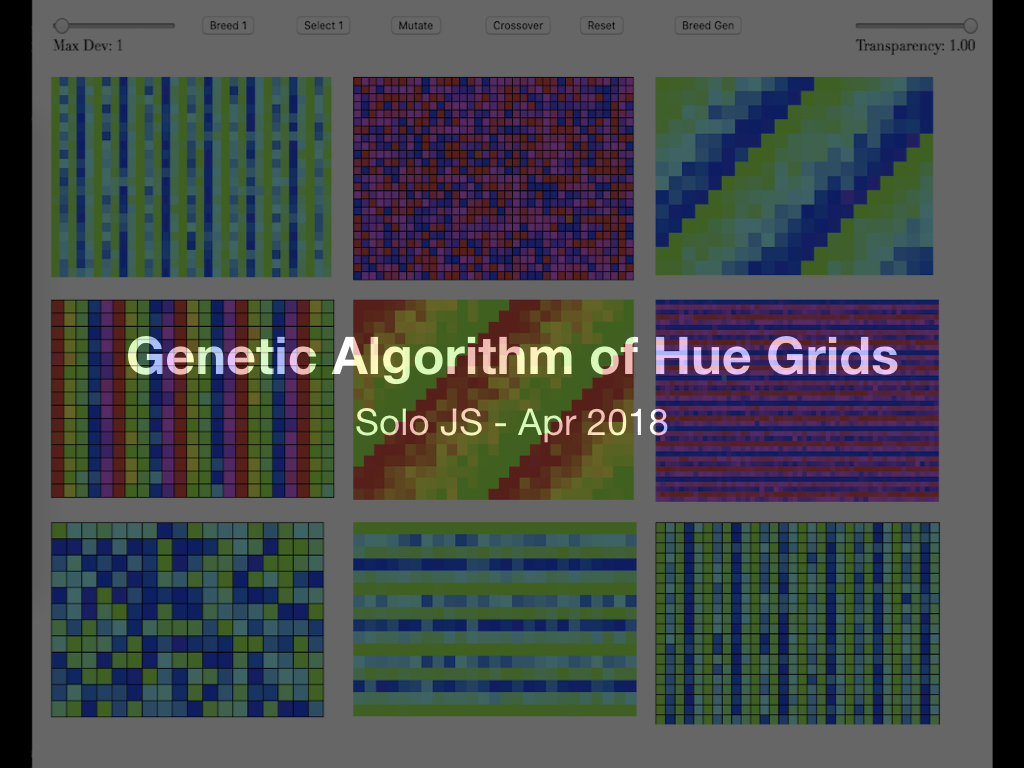 Breed 1 Select 1 Mutate Crossover Reset Breed Gen
Max Dev: 1 Transparency: 1.00
Genetic Algorithm of Hue Grids
Solo JS - Apr 2018